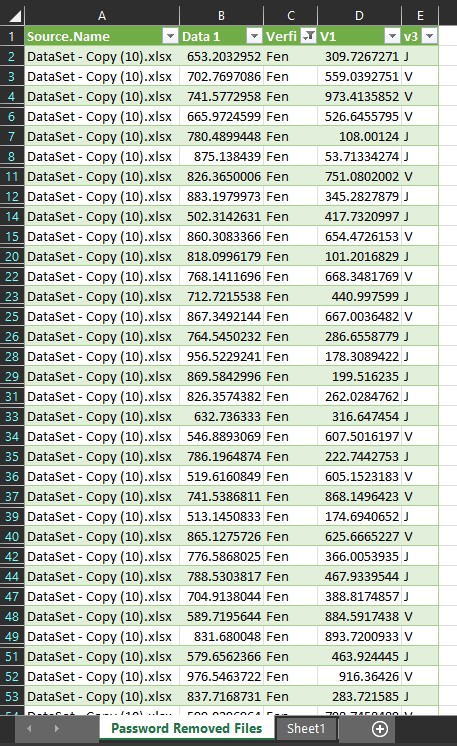 A B C D E
1 Source.Name Data 1 Verfi V1 v3
2 DataSet - Copy (10).xlsx 653.2032952 Fen 309.7267271 J
3 DataSet - Copy (10).xlsx 702.7697086 Fen 559.0392751 V
4 DataSet - Copy (10).xlsx 741.5772958 Fen 973.4135852 V
6 DataSet - Copy (10).xlsx 665.9724599 Fen 526.6455795 V
7 DataSet - Copy (10).xlsx 780.4899448 Fen 108.00124 J
8 DataSet - Copy (10).xlsx 875.138439 Fen 53.71334274 J
11 DataSet - Copy (10).xlsx 826.3650006 Fen 751.0802002 V
12 DataSet - Copy (10).xlsx 883.1979973 Fen 345.2827879 J
14 DataSet - Copy (10).xlsx 502.3142631 Fen 417.7320997 J
15 DataSet - Copy (10).xlsx 860.3083366 Fen 654.4726153 V
20 DataSet - Copy (10).xlsx 818.0996179 Fen 101.2016829 J
22 DataSet - Copy (10).xlsx 768.1411696 Fen 668.3481769 V
23 DataSet - Copy (10).xlsx 712.7215538 Fen 440.997599 J
25 DataSet - Copy (10).xlsx 867.3492144 Fen 667.0036482 V
26 DataSet - Copy (10).xlsx 764.5450232 Fen 286.6558779 J
28 DataSet - Copy (10).xlsx 956.5229241 Fen 178.3089422 J
29 DataSet - Copy (10).xlsx 869.5842996 Fen 199.516235 J
31 DataSet - Copy (10).xlsx 826.3574382 Fen 262.0284762 J
33 DataSet - Copy (10).xlsx 632.736333 Fen 316.647454 J
34 DataSet - Copy (10).xlsx 546.8893069 Fen 607.5016197 V
35 DataSet - Copy (10).xlsx 786.1964874 Fen 222.7442753 J
36 DataSet - Copy (10).xlsx 519.6160849 Fen 605.1523183 V
37 DataSet - Copy (10).xlsx 741.5386811 Fen 868.1496423 V
39 DataSet - Copy (10).xlsx 513.1450833 Fen 174.6940652 J
40 DataSet - Copy (10).xlsx 865.1275726 Fen 625.6665227 V
42 DataSet - Copy (10).xlsx 776.5868025 Fen 366.0053935 J
44 DataSet - Copy (10).xlsx 788.5303817 Fen 467.9339544 J
47 DataSet - Copy (10).xlsx 704.9138044 Fen 388.8174857 J
48 DataSet - Copy (10).xlsx 589.7195644 Fen 884.5917438 V
49 DataSet - Copy (10).xlsx 831.680048 Fen 893.7200933 V
51 DataSet - Copy (10).xlsx 579.6562366 Fen 463.924445 J
52 DataSet - Copy (10).xlsx 976.5463722 Fen 916.36426 V
53 DataSet - Copy (10).xlsx 837.7168731 Fen 283.721585 J
Password Removed Files Sheet1